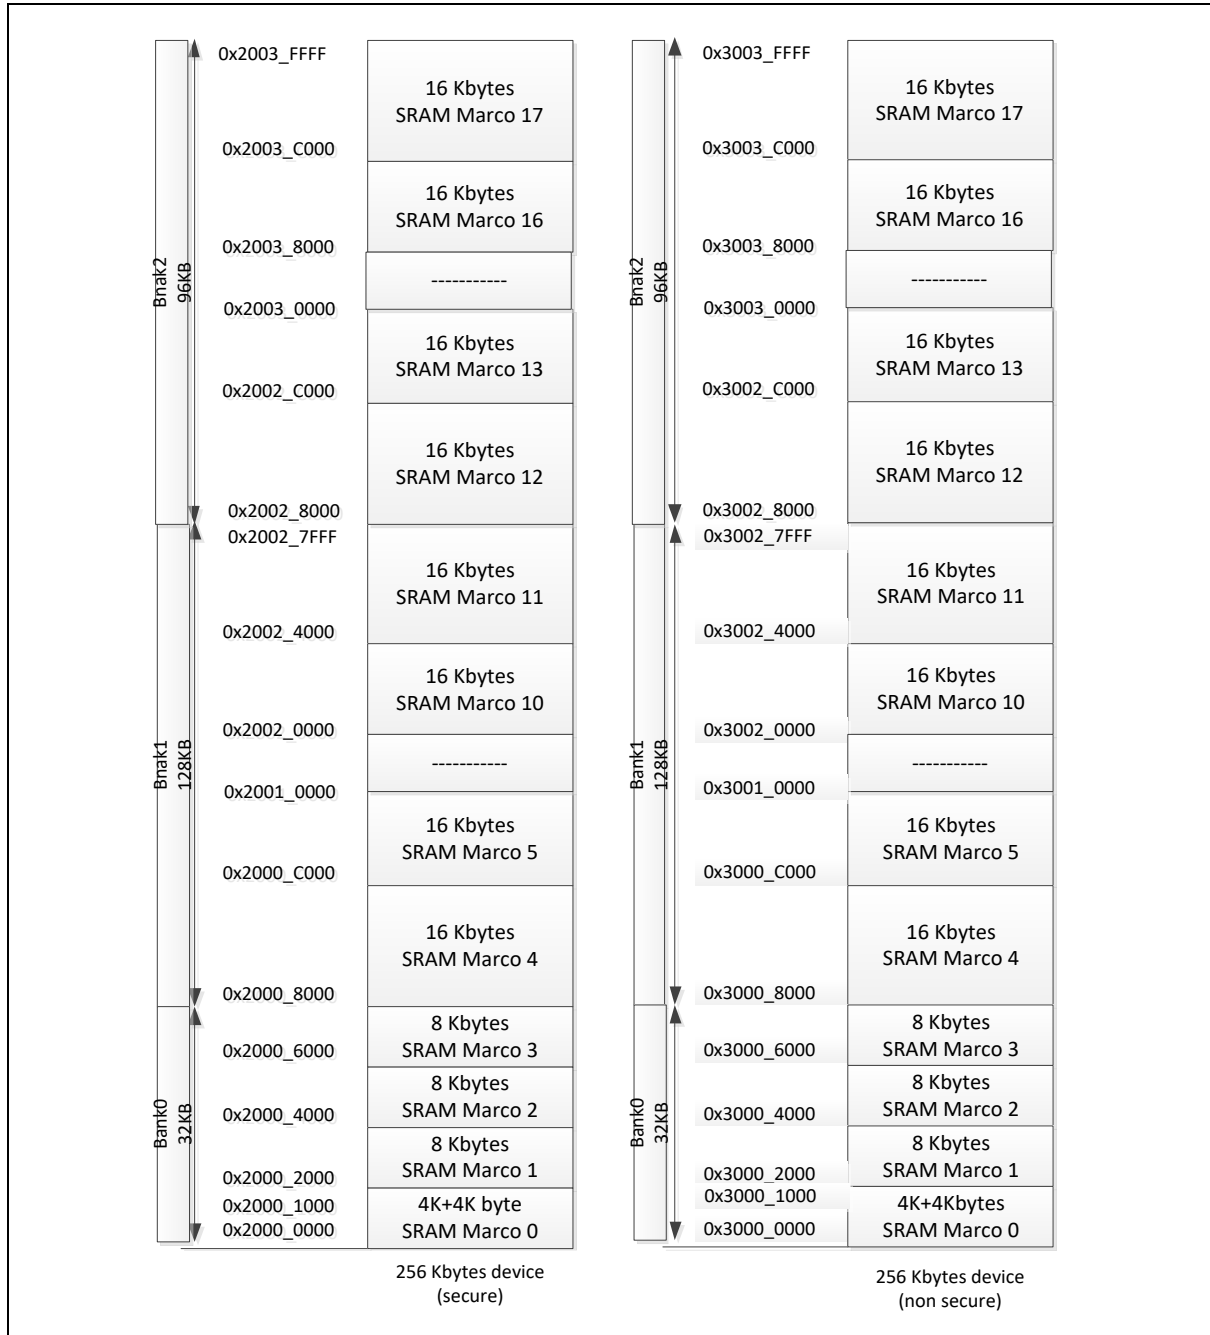 0x2003_FFFF
16 Kbytes
SRAM Marco 17
0x2003_C000
16 Kbytes
SRAM Marco 16
0x2003_8000
-----------
0x2003_0000
16 Kbytes
SRAM Marco 13
0x2002_C000
16 Kbytes
SRAM Marco 12
0x2002_8000
Bnak2
96KB
0x2002_7FFF
16 Kbytes
SRAM Marco 11
0x2002_4000
16 Kbytes
SRAM Marco 10
0x2002_0000
-----------
0x2001_0000
16 Kbytes
SRAM Marco 5
0x2000_C000
16 Kbytes
SRAM Marco 4
0x2000_8000
Bnak1
128KB
8 Kbytes
SRAM Marco 3
0x2000_6000
8 Kbytes
SRAM Marco 2
0x2000_4000
8 Kbytes
SRAM Marco 1
0x2000_2000
0x2000_1000
4K+4K byte
SRAM Marco 0
0x2000_0000
Bank0
32KB
256 Kbytes device
(secure)
0x3003_FFFF
16 Kbytes
SRAM Marco 17
0x3003_C000
16 Kbytes
SRAM Marco 16
0x3003_8000
-----------
0x3003_0000
16 Kbytes
SRAM Marco 13
0x3002_C000
16 Kbytes
SRAM Marco 12
0x3002_8000
Bnak2
96KB
0x3002_7FFF
16 Kbytes
SRAM Marco 11
0x3002_4000
16 Kbytes
SRAM Marco 10
0x3002_0000
-----------
0x3001_0000
16 Kbytes
SRAM Marco 5
0x3000_C000
16 Kbytes
SRAM Marco 4
0x3000_8000
Bank1
128KB
8 Kbytes
SRAM Marco 3
0x3000_6000
8 Kbytes
SRAM Marco 2
0x3000_4000
8 Kbytes
SRAM Marco 1
0x3000_2000
0x3000_1000
4K+4Kbytes
SRAM Marco 0
0x3000_0000
Bank0
32KB
256 Kbytes device
(non secure)